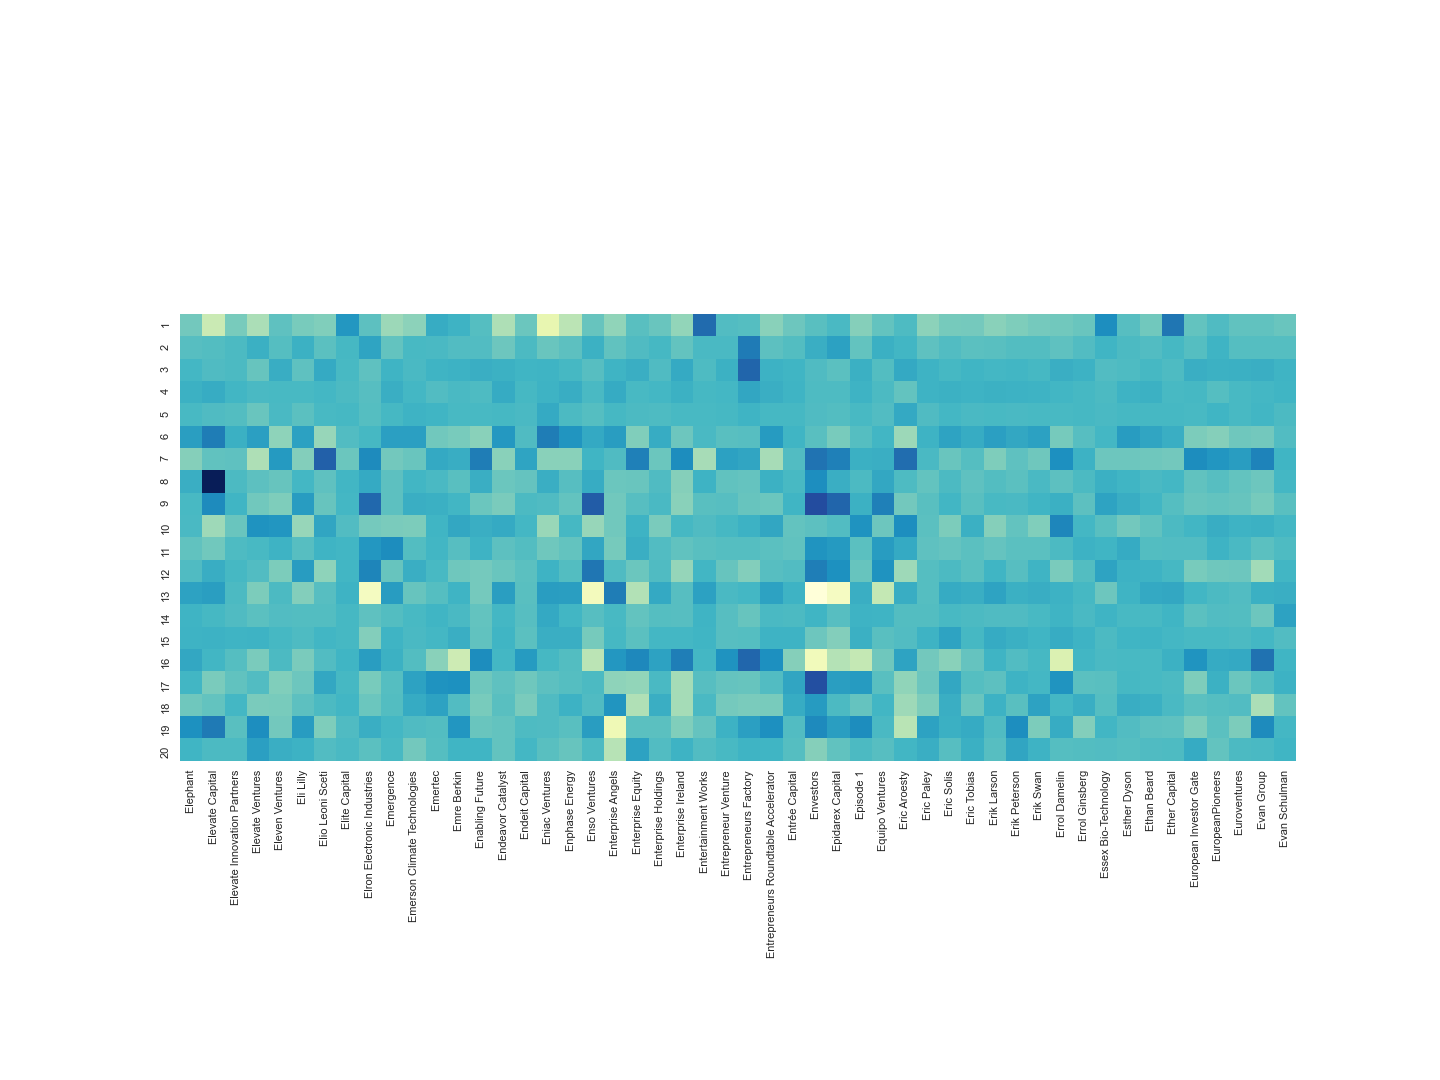 1
2
3
4
5
6
7
8
9
10
11
12
13
14
15
16
17
18
19
20
Elephant
Elevate Capital
Elevate Innovation Partners
Elevate Ventures
Eleven Ventures
Eli Lilly
Elio Leoni Sceti
Elite Capital
Elron Electronic Industries
Emergence
Emerson Climate Technologies
Emertec
Emre Berkin
Enabling Future
Endeavor Catalyst
Endeit Capital
Eniac Ventures
Enphase Energy
Enso Ventures
Enterprise Angels
Enterprise Equity
Enterprise Holdings
Enterprise Ireland
Entertainment Works
Entrepreneur Venture
Entrepreneurs Factory
Entrepreneurs Roundtable Accelerator
Entrée Capital
Envestors
Epidarex Capital
Episode 1
Equipo Ventures
Eric Aroesty
Eric Paley
Eric Solis
Eric Tobias
Erik Larson
Erik Peterson
Erik Swan
Errol Damelin
Errol Ginsberg
Essex Bio-Technology
Esther Dyson
Ethan Beard
Ether Capital
European Investor Gate
EuropeanPioneers
Euroventures
Evan Group
Evan Schulman